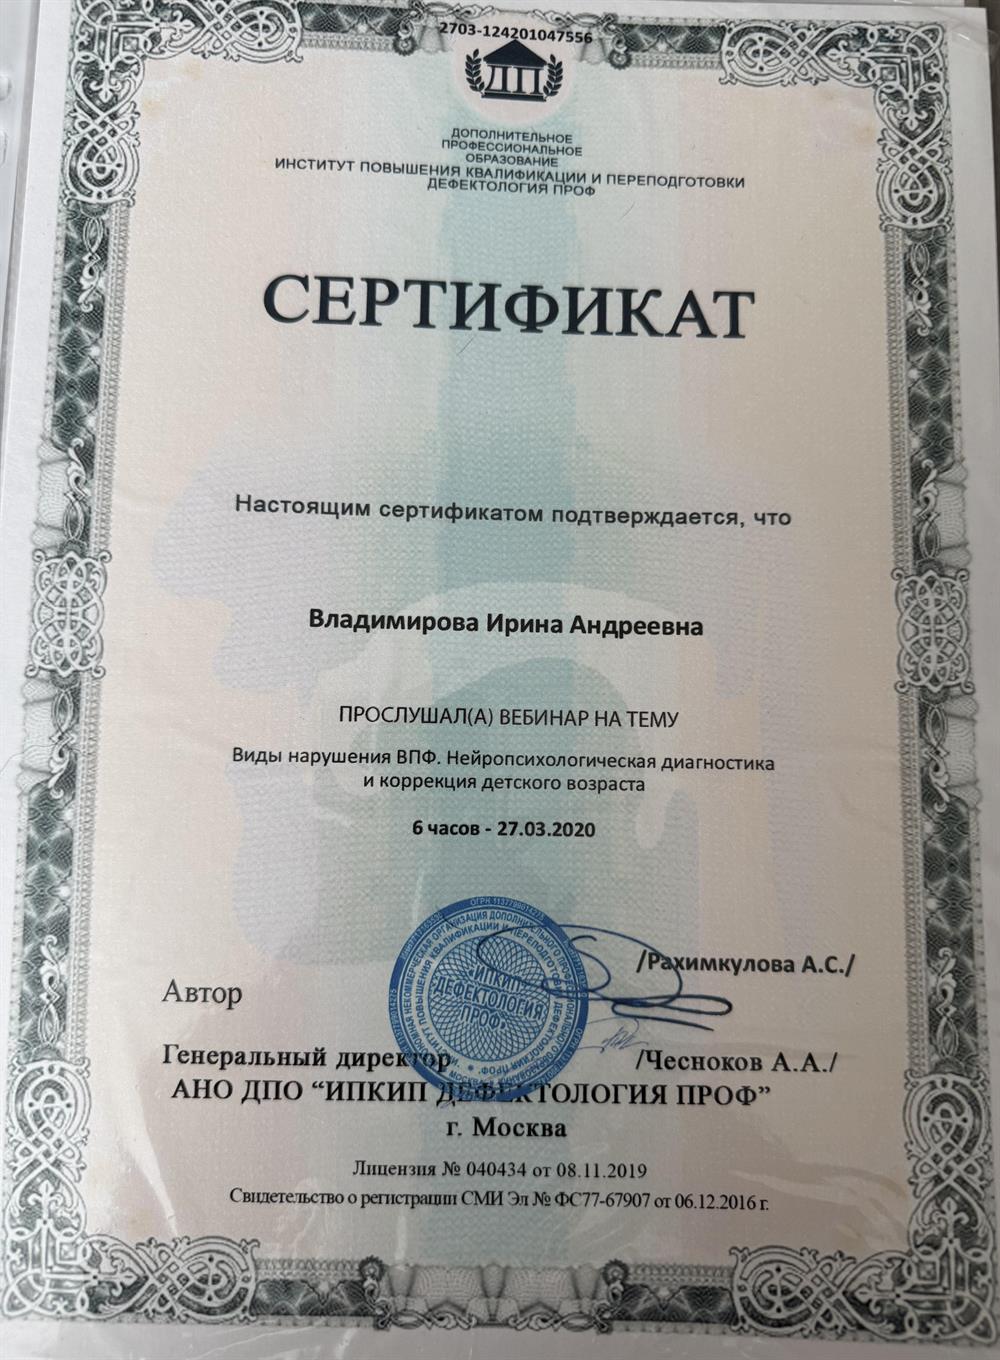 2703-124201047556
ДП
ДОПОЛНИТЕЛЬНОЕ
ПРОФЕССИОНАЛЬНОЕ
ОБРАЗОВАНИЕ
ИНСТИТУТ ПОВЫШЕНИЯ КВАЛИФИКАЦИИ И ПЕРЕПОДГОТОВКИ
ДЕФЕКТОЛОГИЯ ПРОФ
СЕРТИФИКАТ
Настоящим сертификатом подтверждается, что
Владимирова Ирина Андреевна
ПРОСЛУШАЛ(А) ВЕБИНАР НА ТЕМУ
Виды нарушения ВПФ. Нейропсихологическая диагностика
и коррекция детского возраста
6 часов - 27.03.2020
«ИПКИП
ДЕФЕКТОЛОГИЯ
ПРОФ»
/Рахимкулова А.С./
Автор
Генеральный директор /Чесноков А.А./
АНО ДПО “ИПКИП ДЕФЕКТОЛОГИЯ ПРОФ”
г. Москва
Лицензия № 040434 от 08.11.2019
Свидетельство о регистрации СМИ Эл № ФС77-67907 от 06.12.2016 г.